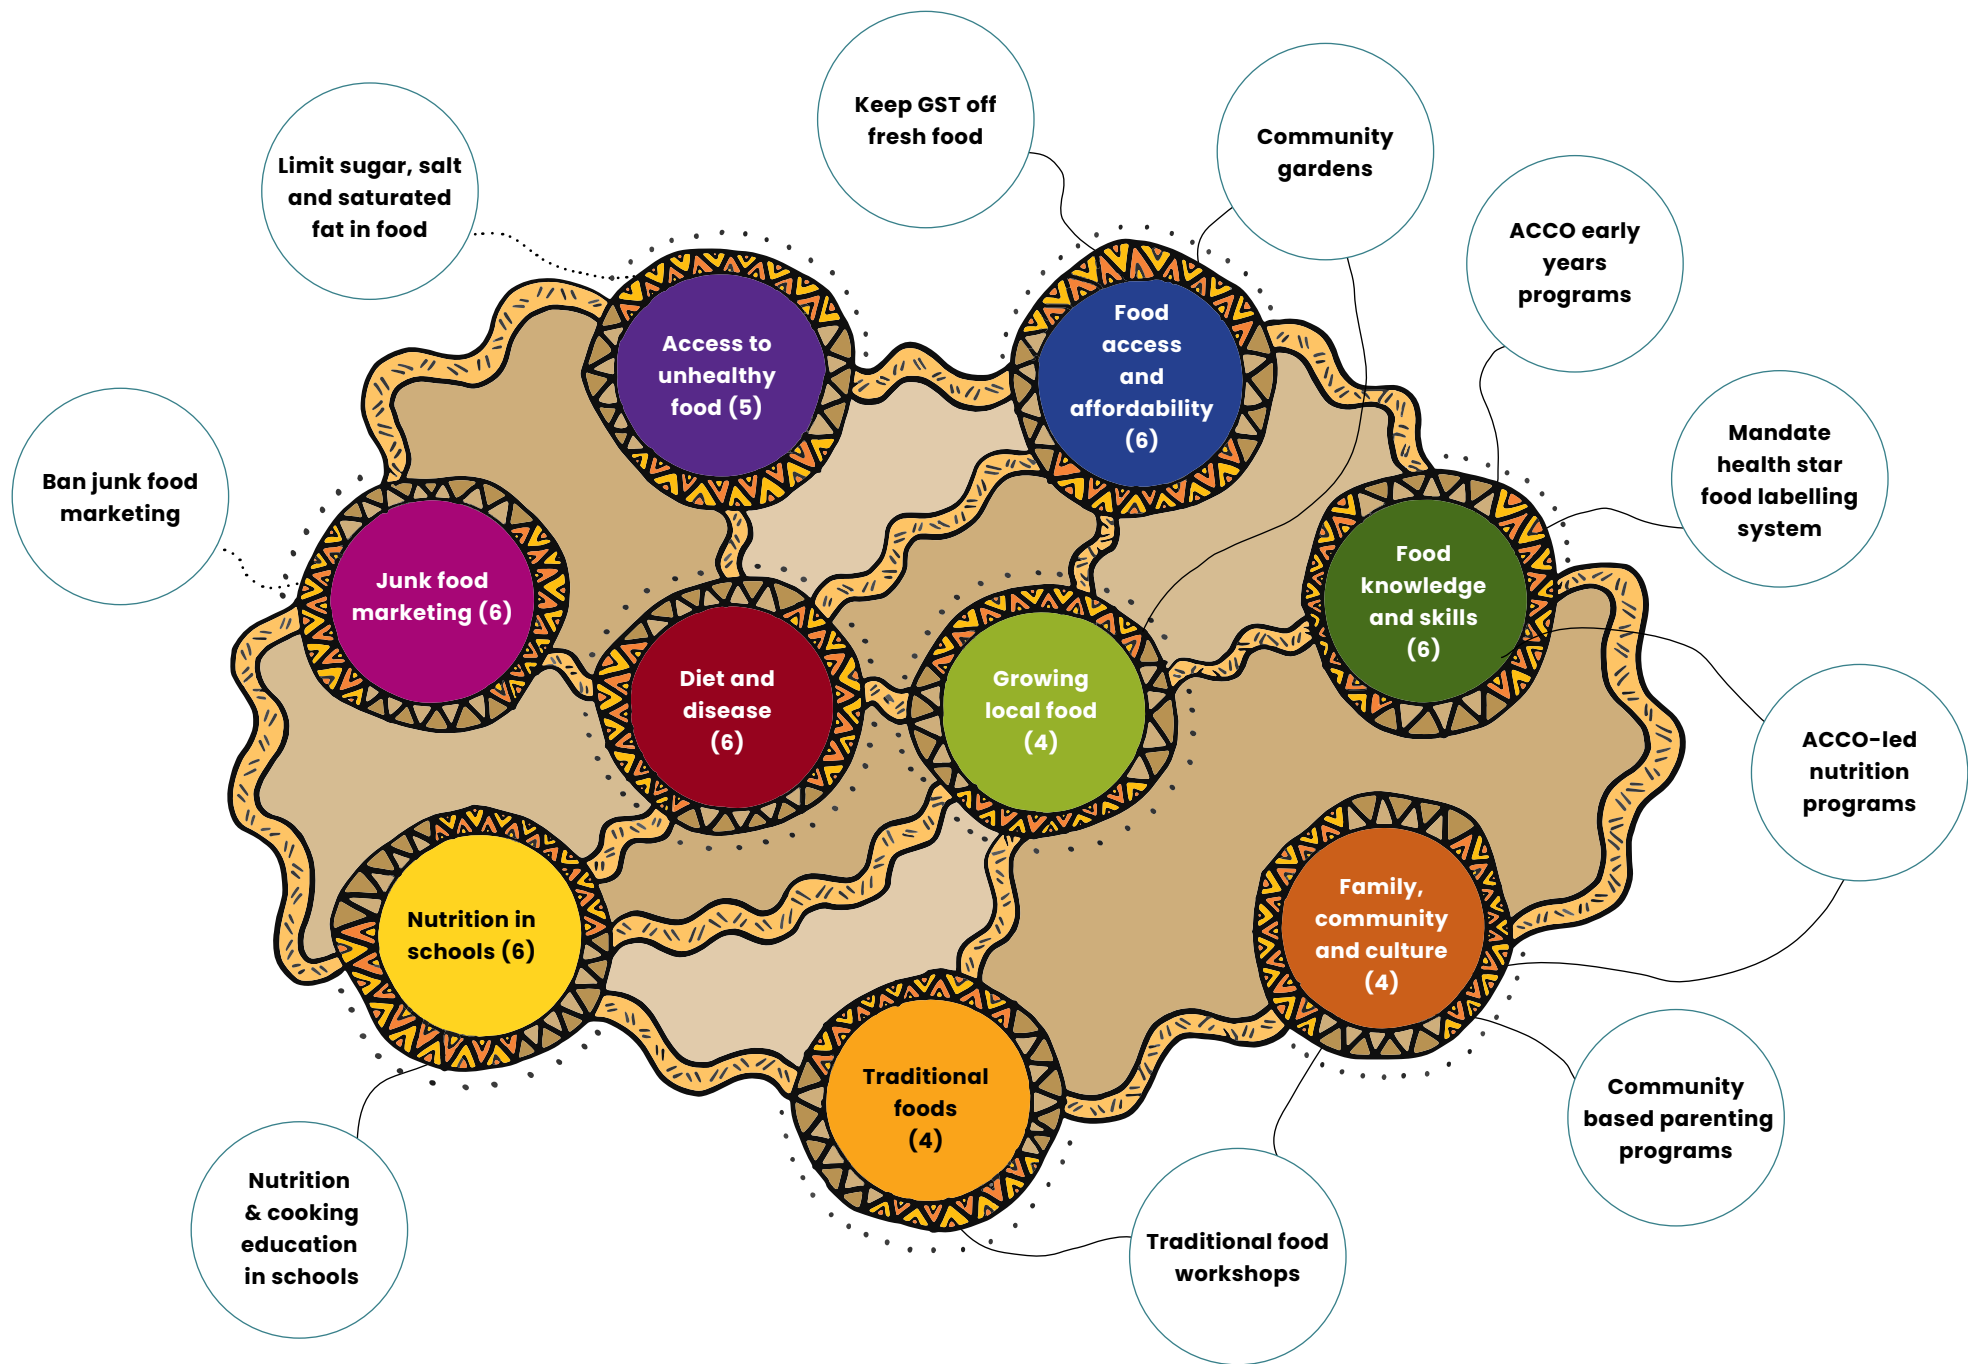 Keep GST off
fresh food
Community
gardens
Limit sugar, salt
and saturated
fat in food
ACCO early
years
programs
Access to
unhealthy
food (5)
Food
access
and
affordability
(6)
Mandate
health star
food labelling
system
Ban junk food
marketing
Junk food
marketing (6)
Food
knowledge
and skills
(6)
Diet and
disease
(6)
Growing
local food
(4)
ACCO-led
nutrition
programs
Nutrition in
schools (6)
Family,
community
and culture
(4)
Traditional
foods
(4)
Community
based parenting
programs
Nutrition
& cooking
education
in schools
Traditional food
workshops